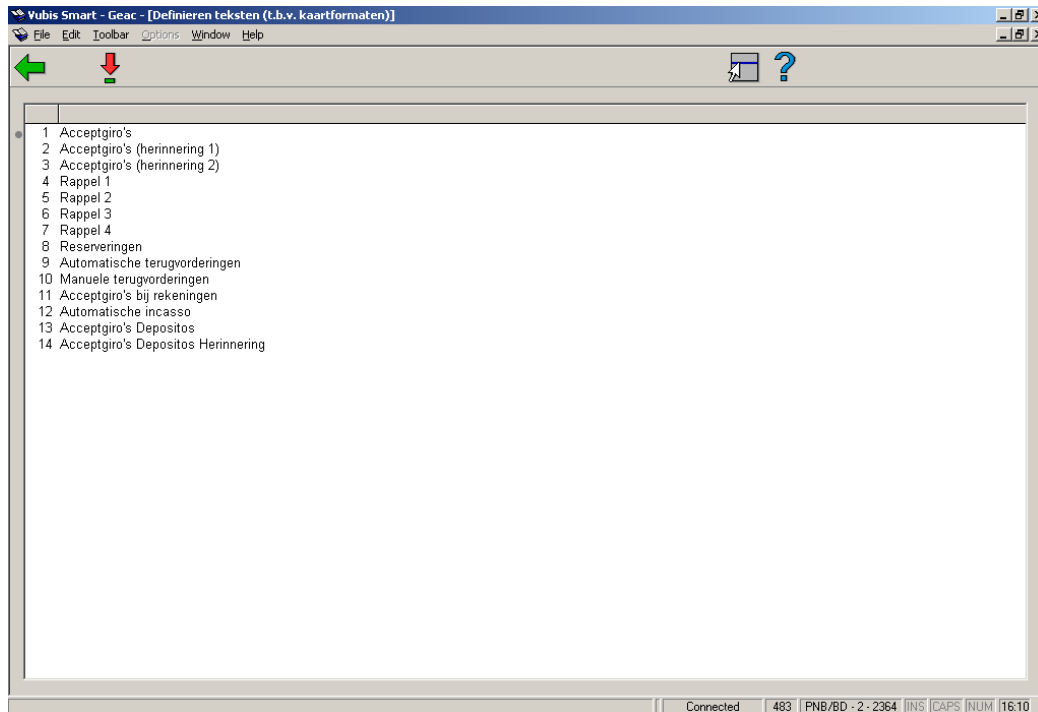 Vubis Smart - Geac - [Definieren teksten (t.b.v. kaartformaten)]
File Edit Toolbar Options Window Help
1 Acceptgiro's
2 Acceptgiro's (herinnering 1)
3 Acceptgiro's (herinnering 2)
4 Rappel 1
5 Rappel 2
6 Rappel 3
7 Rappel 4
8 Reserveringen
9 Automatische terugvorderingen
10 Manuele terugvorderingen
11 Acceptgiro's bij rekeningen
12 Automatische incasso
13 Acceptgiro's Depositos
14 Acceptgiro's Depositos Herinnering
Connected 483 PNB/BD - 2 - 2364 INS CAPS NUM 16:10